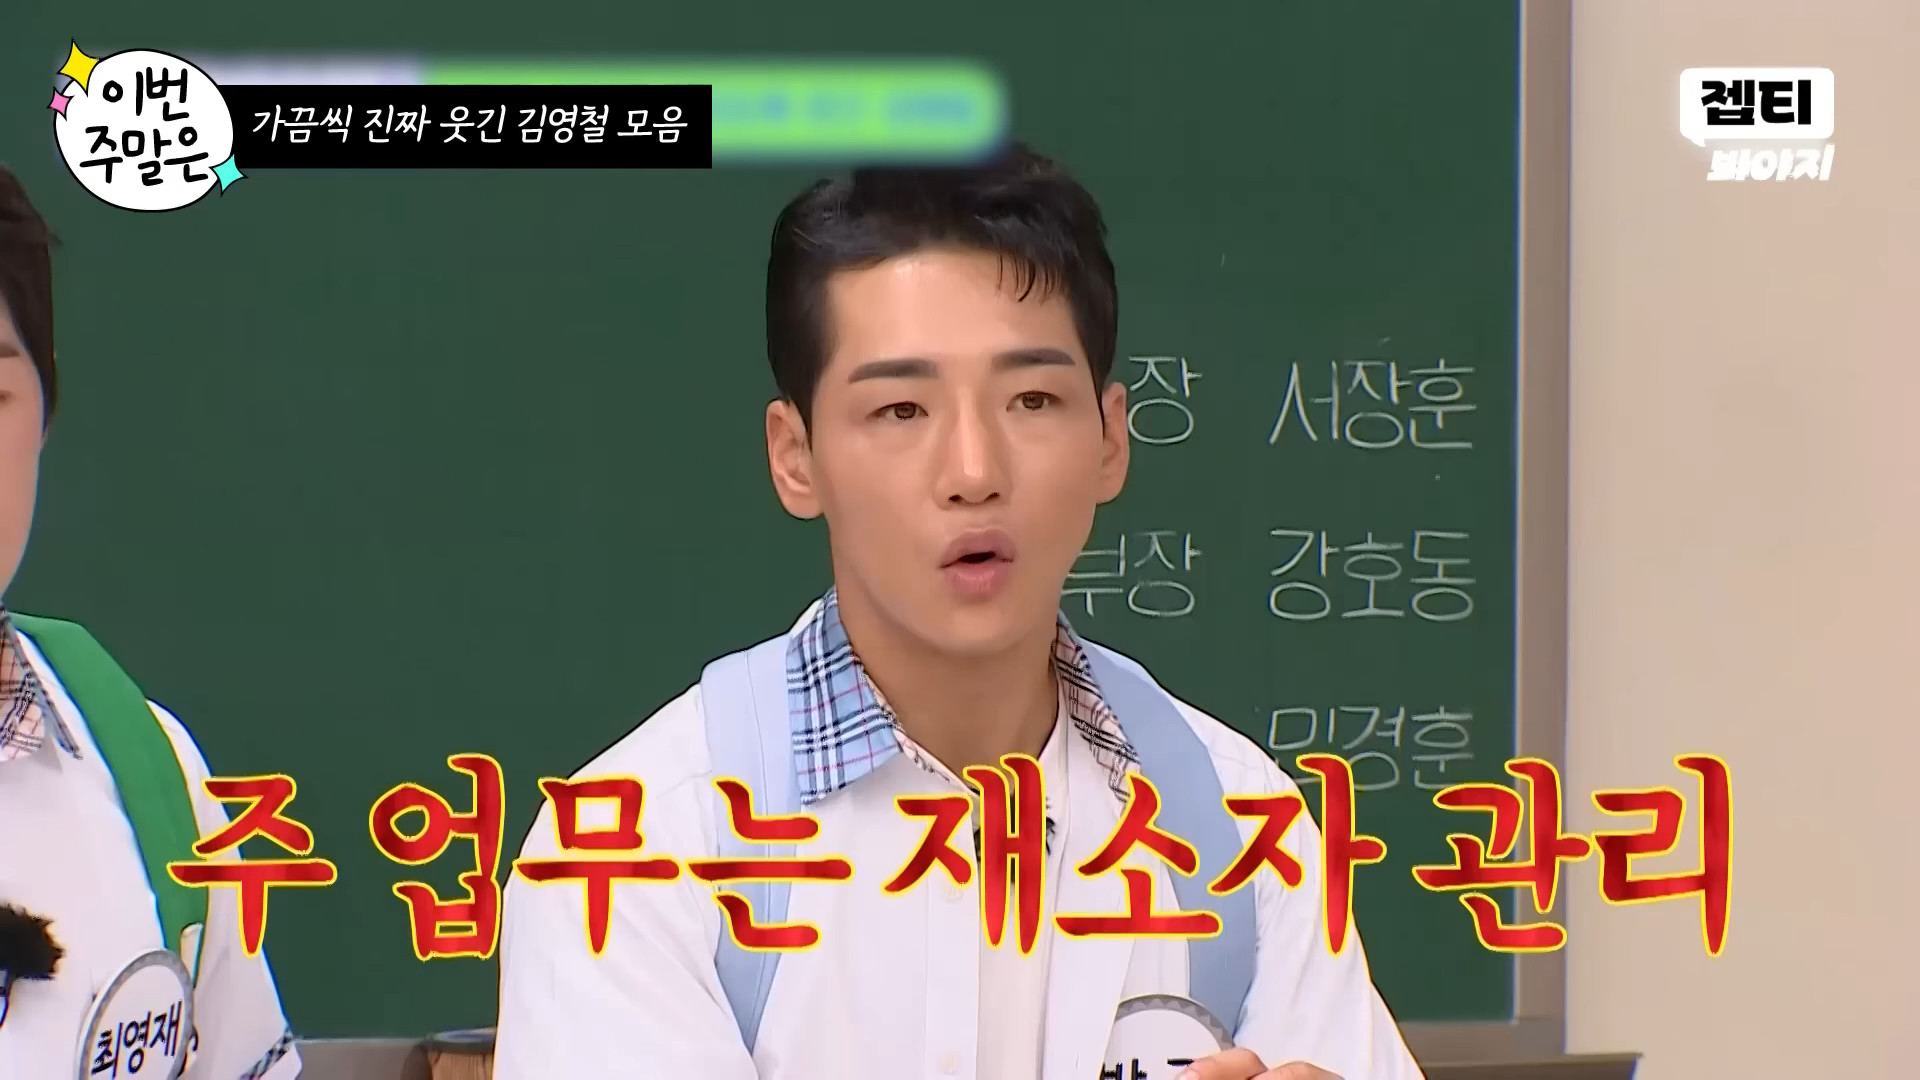 이번
주말은
가끔씩 진짜 웃긴 김영철 모음
젭티
봐야지
장 서장훈
부장 강호동
민경훈
주 업무는 재소자 관리
최영재